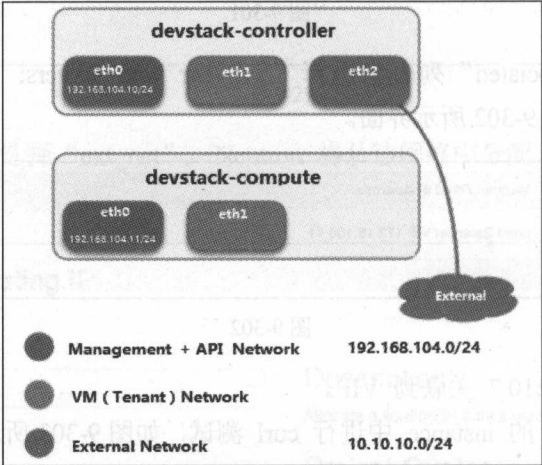 devstack-controller
eth0
192.168.104.10/24
eth1
eth2
devstack-compute
eth0
192.168.104.11/24
eth1
External
Management + API Network 192.168.104.0/24
VM ( Tenant ) Network
External Network 10.10.10.0/24